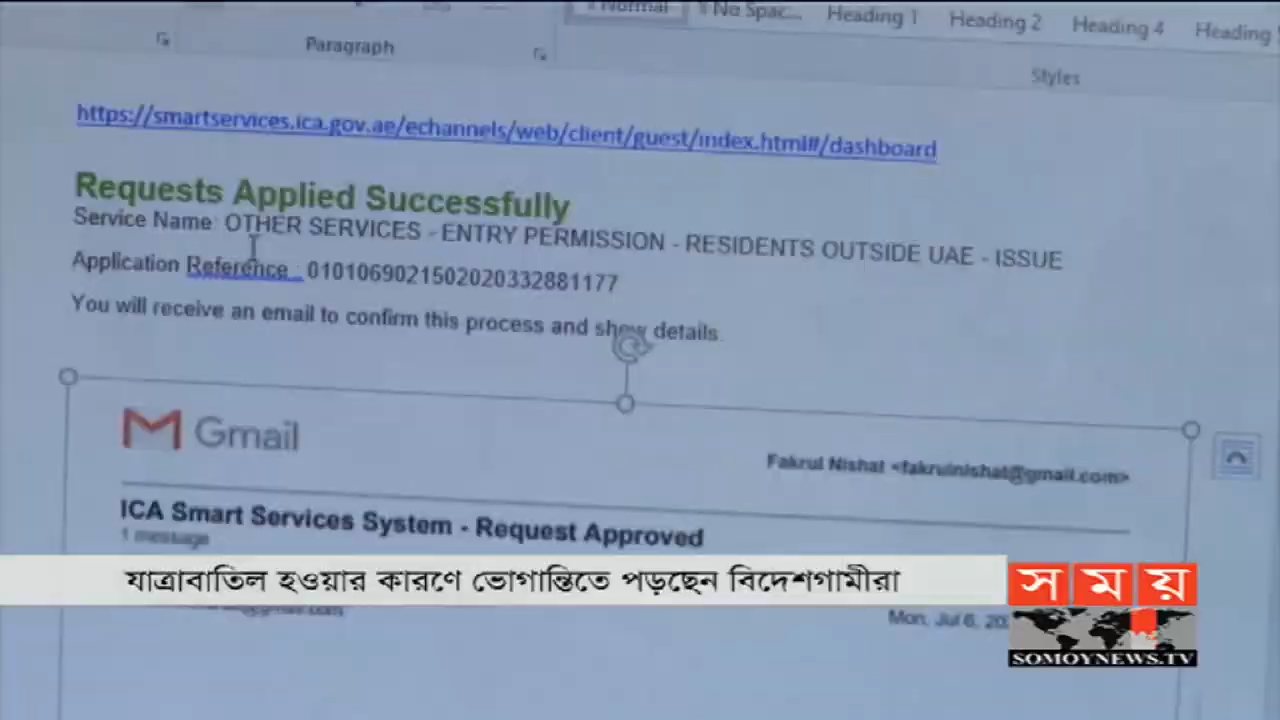 Normal No Spac... Heading 1 Heading 2 Heading 4 Heading
Paragraph Styles
https://smartservices.ica.gov.ae/echannels/web/client/guest/index.html#/dashboard
Requests Applied Successfully
Service Name: OTHER SERVICES - ENTRY PERMISSION - RESIDENTS OUTSIDE UAE - ISSUE
Application Reference : 0101069021502020332881177
You will receive an email to confirm this process and show details.
Gmail
Fakrul Nishat <fakrulnishat@gmail.com>
ICA Smart Services System - Request Approved
1 message
যাত্রাবাতিল হওয়ার কারণে ভোগান্তিতে পড়ছেন বিদেশগামীরা
সময়
Mon, Jul 6, 20
SOMOYNEWS.TV